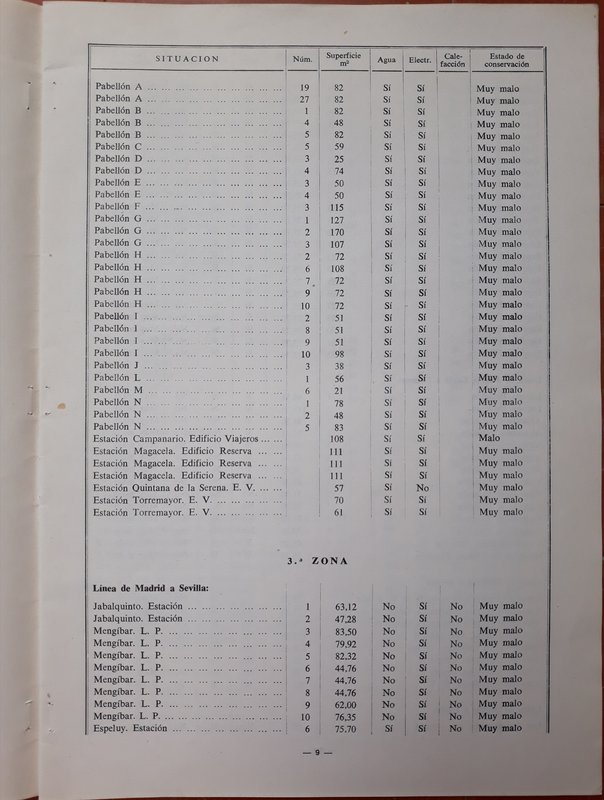 SITUACION Núm. Superficie m² Agua Electr. Cale-facción Estado de conservación
Pabellón A ... 19 82 Sí Sí Muy malo
Pabellón A ... 27 82 Sí Sí Muy malo
Pabellón B ... 1 82 Sí Sí Muy malo
Pabellón B ... 4 48 Sí Sí Muy malo
Pabellón B ... 5 82 Sí Sí Muy malo
Pabellón C ... 5 59 Sí Sí Muy malo
Pabellón D ... 3 25 Sí Sí Muy malo
Pabellón D ... 4 74 Sí Sí Muy malo
Pabellón E ... 3 50 Sí Sí Muy malo
Pabellón E ... 4 50 Sí Sí Muy malo
Pabellón F ... 3 115 Sí Sí Muy malo
Pabellón G ... 1 127 Sí Sí Muy malo
Pabellón G ... 2 170 Sí Sí Muy malo
Pabellón G ... 3 107 Sí Sí Muy malo
Pabellón H ... 2 72 Sí Sí Muy malo
Pabellón H ... 6 108 Sí Sí Muy malo
Pabellón H ... 7 72 Sí Sí Muy malo
Pabellón H ... 9 72 Sí Sí Muy malo
Pabellón H ... 10 72 Sí Sí Muy malo
Pabellón I ... 2 51 Sí Sí Muy malo
Pabellón I ... 8 51 Sí Sí Muy malo
Pabellón I ... 9 51 Sí Sí Muy malo
Pabellón I ... 10 98 Sí Sí Muy malo
Pabellón J ... 3 38 Sí Sí Muy malo
Pabellón L ... 1 56 Sí Sí Muy malo
Pabellón M ... 6 21 Sí Sí Muy malo
Pabellón N ... 1 78 Sí Sí Muy malo
Pabellón N ... 2 48 Sí Sí Muy malo
Pabellón N ... 5 83 Sí Sí Muy malo
Estación Campanario. Edificio Viajeros ... ... 108 Sí Sí Malo
Estación Magacela. Edificio Reserva ... ... 111 Sí Sí Muy malo
Estación Magacela. Edificio Reserva ... ... 111 Sí Sí Muy malo
Estación Magacela. Edificio Reserva ... ... 111 Sí Sí Muy malo
Estación Quintana de la Serena. E. V. ... ... 57 Sí No Muy malo
Estación Torremayor. E. V. ... 70 Sí Sí Muy malo
Estación Torremayor. E. V. ... 61 Sí Sí Muy malo
3.ª ZONA
Línea de Madrid a Sevilla:
Jabalquinto. Estación ... 1 63,12 No Sí No Muy malo
Jabalquinto. Estación ... 2 47,28 No Sí No Muy malo
Mengíbar. L. P. ... 3 83,50 No Sí No Muy malo
Mengíbar. L. P. ... 4 79,92 No Sí No Muy malo
Mengíbar. L. P. ... 5 82,32 No Sí No Muy malo
Mengíbar. L. P. ... 6 44,76 No Sí No Muy malo
Mengíbar. L. P. ... 7 44,76 No Sí No Muy malo
Mengíbar. L. P. ... 8 44,76 No Sí No Muy malo
Mengíbar. L. P. ... 9 62,00 No Sí No Muy malo
Mengíbar. L. P. ... 10 76,35 No Sí No Muy malo
Espeluy. Estación ... 6 75,70 Sí Sí No Muy malo
— 9 —